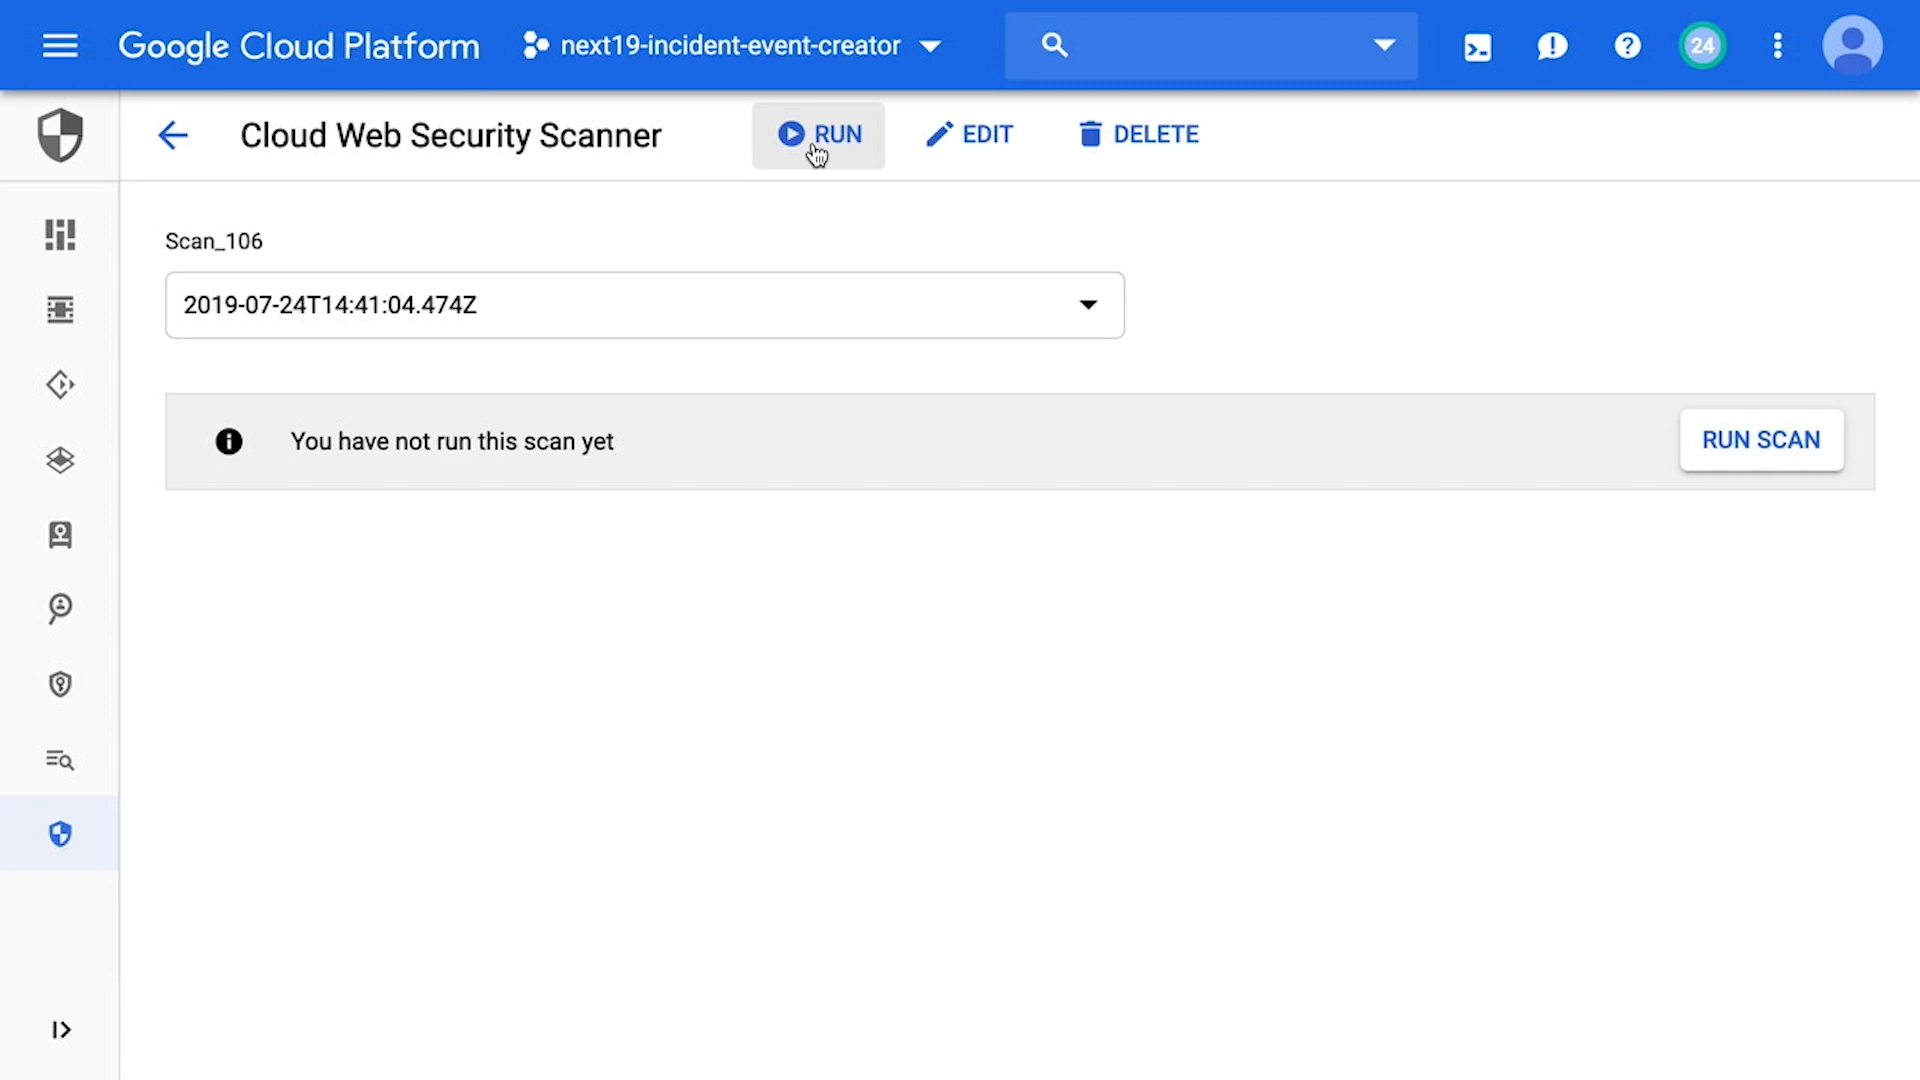 Google Cloud Platform
next19-incident-event-creator
24
Cloud Web Security Scanner
RUN
EDIT
DELETE
Scan_106
2019-07-24T14:41:04.474Z
You have not run this scan yet
RUN SCAN